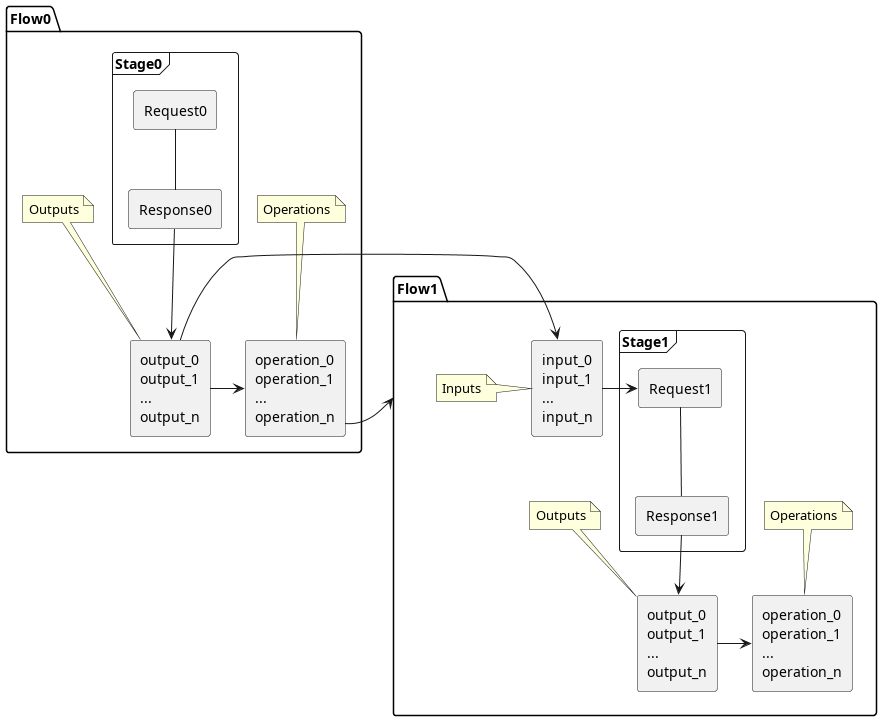 Flow0
Stage0
Request0
Outputs
Response0
Operations
output_0
output_1
...
output_n
operation_0
operation_1
...
operation_n
Flow1
Stage1
Inputs
input_0
input_1
...
input_n
Request1
Outputs
Response1
Operations
output_0
output_1
...
output_n
operation_0
operation_1
...
operation_n